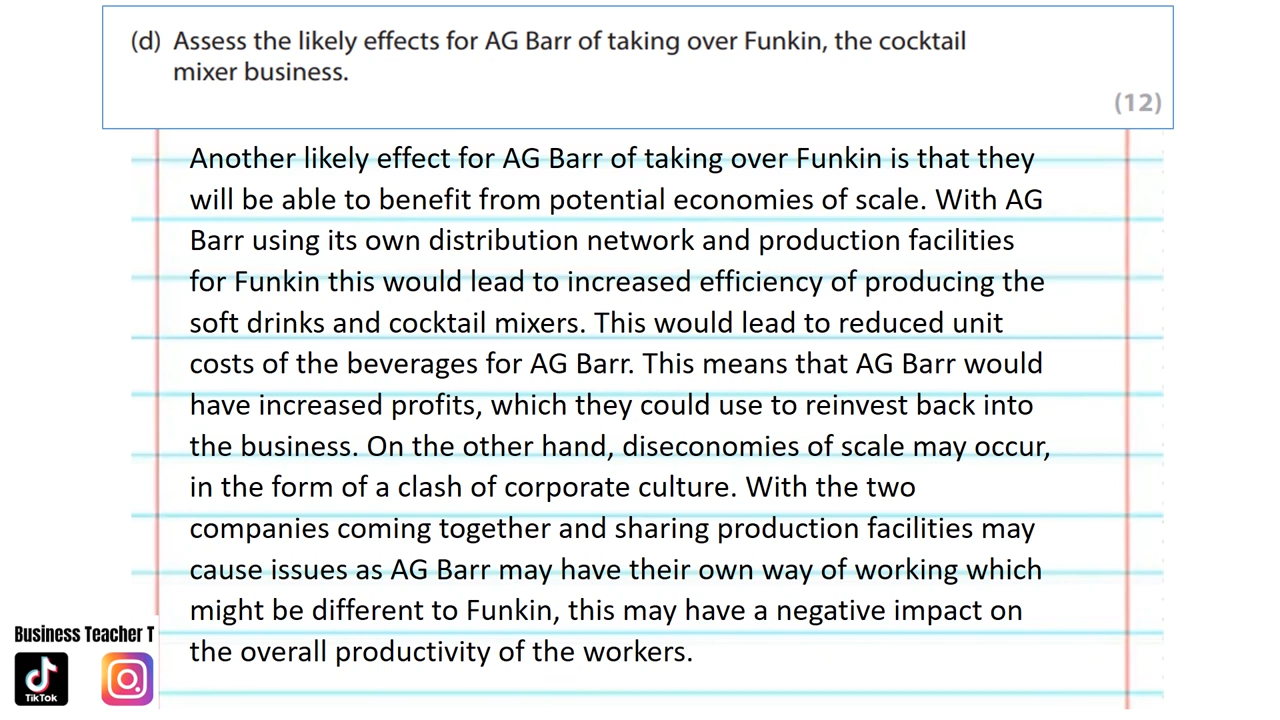 (d) Assess the likely effects for AG Barr of taking over Funkin, the cocktail
mixer business.
(12)
Another likely effect for AG Barr of taking over Funkin is that they
will be able to benefit from potential economies of scale. With AG
Barr using its own distribution network and production facilities
for Funkin this would lead to increased efficiency of producing the
soft drinks and cocktail mixers. This would lead to reduced unit
costs of the beverages for AG Barr. This means that AG Barr would
have increased profits, which they could use to reinvest back into
the business. On the other hand, diseconomies of scale may occur,
in the form of a clash of corporate culture. With the two
companies coming together and sharing production facilities may
cause issues as AG Barr may have their own way of working which
might be different to Funkin, this may have a negative impact on
the overall productivity of the workers.
Business Teacher T
TikTok